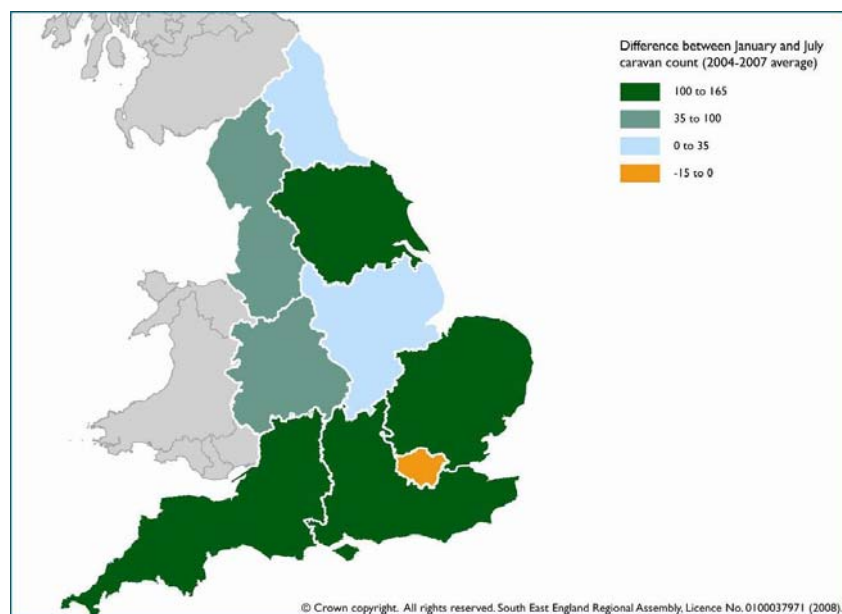 Difference between January and July
caravan count (2004-2007 average)
100 to 165
35 to 100
0 to 35
-15 to 0
© Crown copyright. All rights reserved. South East England Regional Assembly, Licence No. 0100037971 (2008).